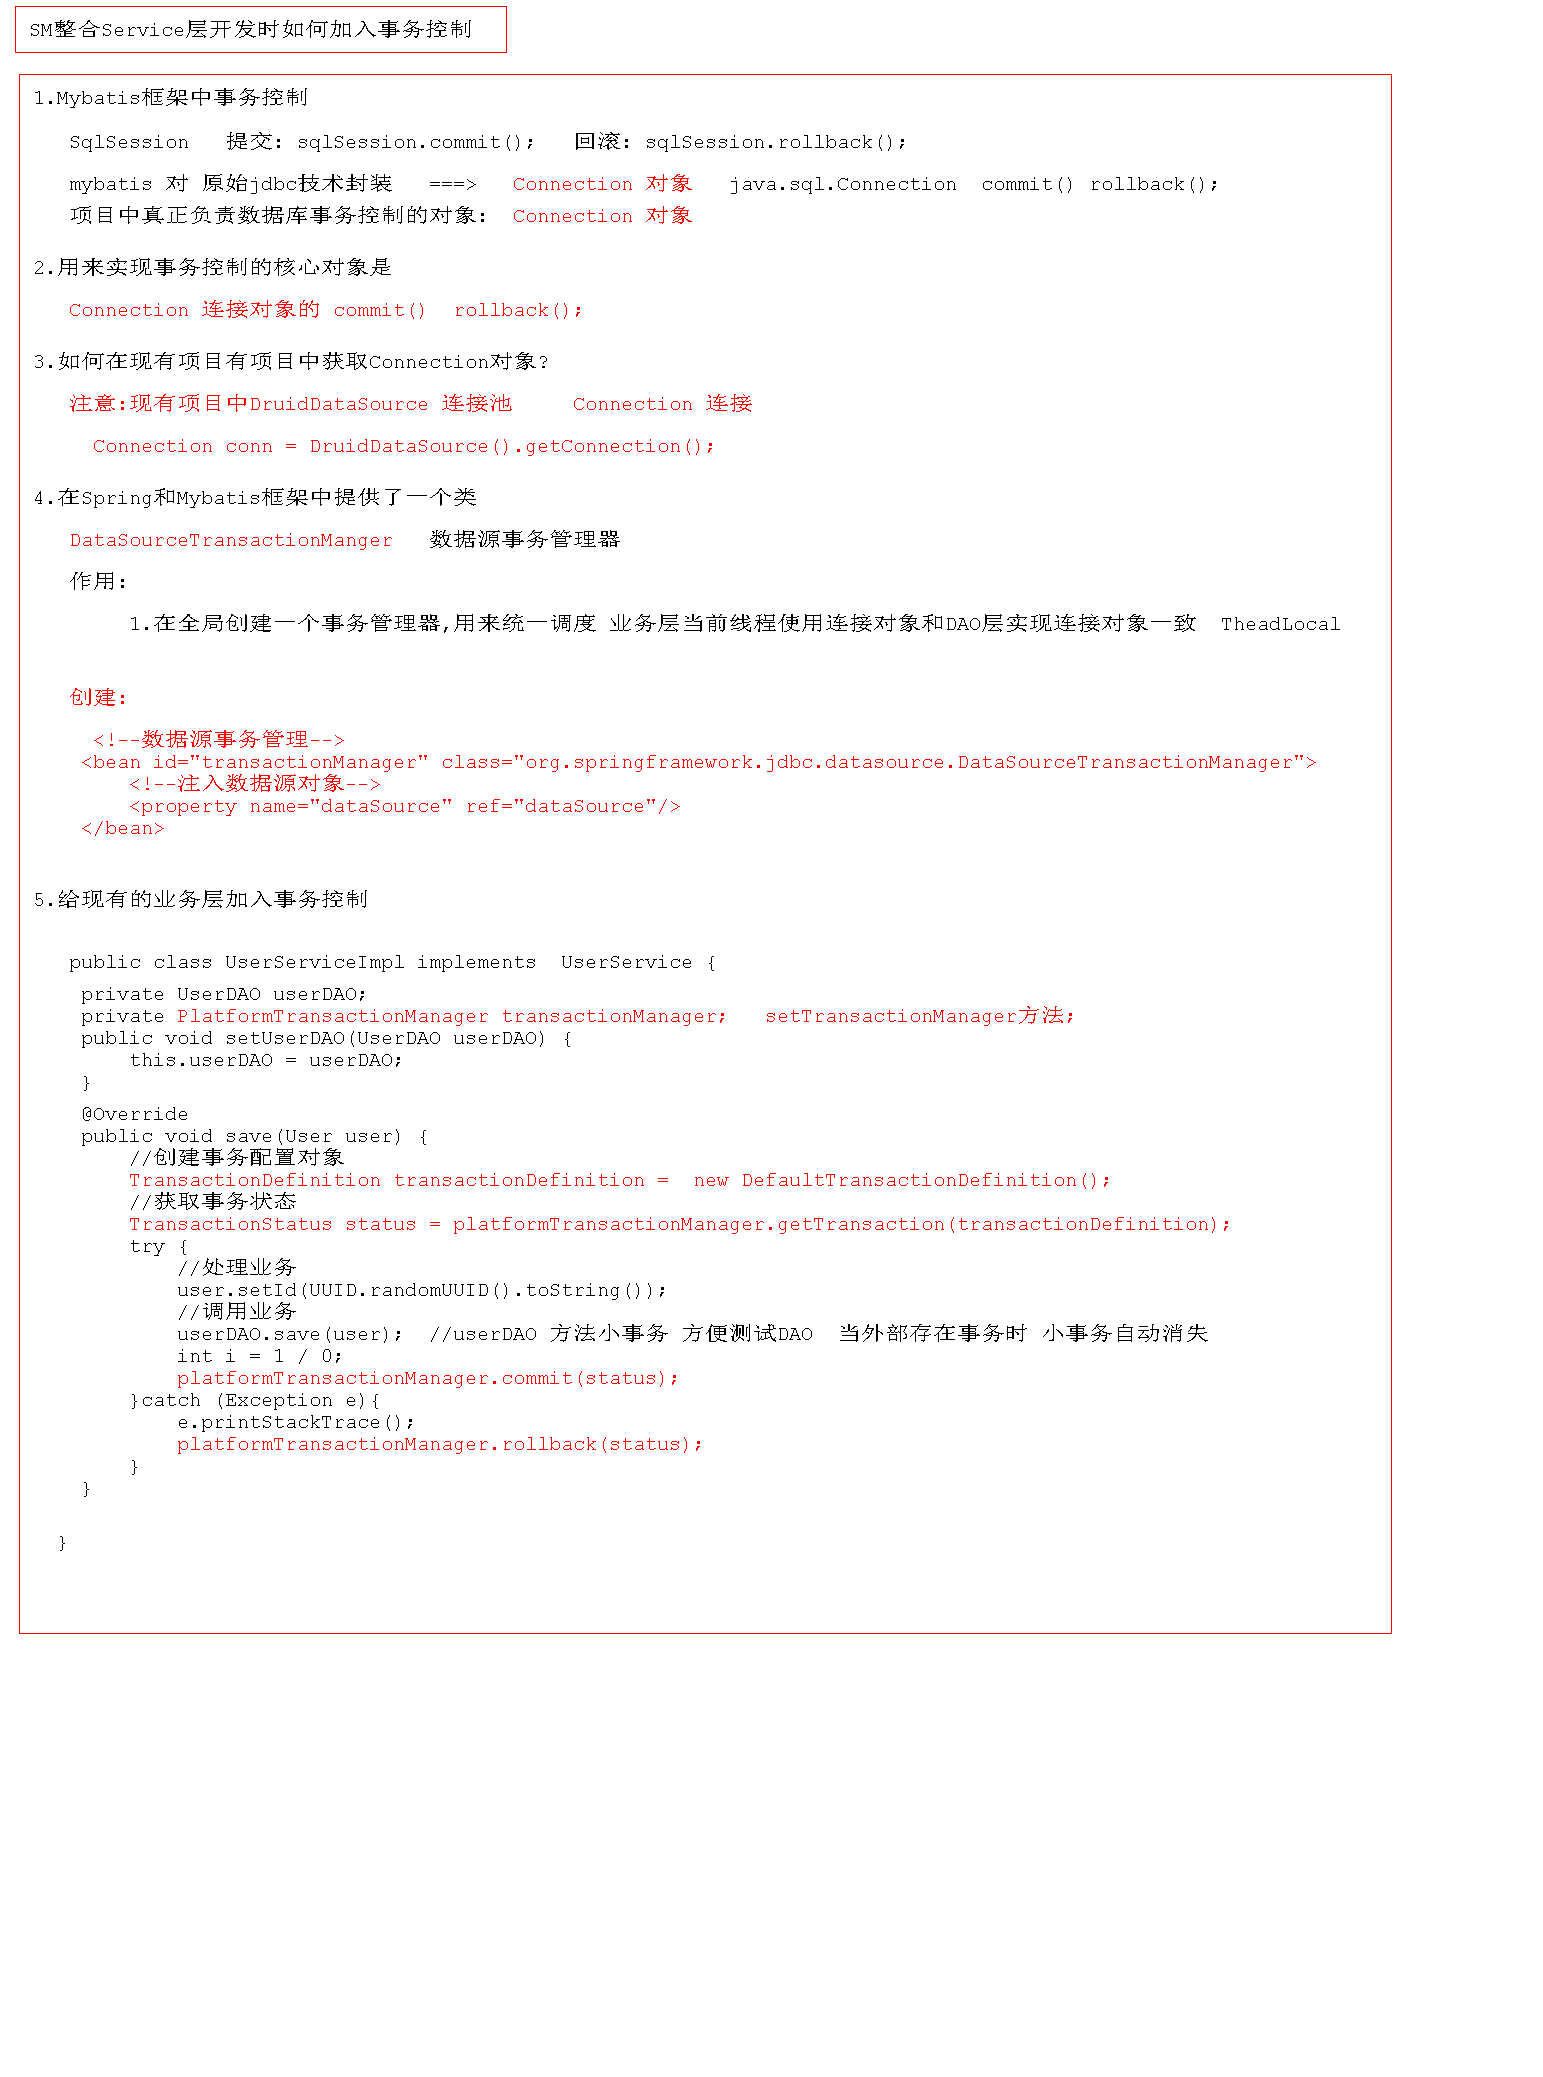 SM整合Service层开发时如何加入事务控制
1.Mybatis框架中事务控制
SqlSession 提交: sqlSession.commit(); 回滚: sqlSession.rollback();
mybatis 对 原始jdbc技术封装 ===> Connection 对象 java.sql.Connection commit() rollback();
项目中真正负责数据库事务控制的对象: Connection 对象
2.用来实现事务控制的核心对象是
Connection 连接对象的 commit() rollback();
3.如何在现有项目有项目中获取Connection对象?
注意:现有项目中DruidDataSource 连接池 Connection 连接
Connection conn = DruidDataSource().getConnection();
4.在Spring和Mybatis框架中提供了一个类
DataSourceTransactionManger 数据源事务管理器
作用:
1.在全局创建一个事务管理器,用来统一调度 业务层当前线程使用连接对象和DAO层实现连接对象一致 TheadLocal
创建:
<!--数据源事务管理-->
<bean id="transactionManager" class="org.springframework.jdbc.datasource.DataSourceTransactionManager">
<!--注入数据源对象-->
<property name="dataSource" ref="dataSource"/>
</bean>
5.给现有的业务层加入事务控制
public class UserServiceImpl implements UserService {
private UserDAO userDAO;
private PlatformTransactionManager transactionManager; setTransactionManager方法;
public void setUserDAO(UserDAO userDAO) {
this.userDAO = userDAO;
}
@Override
public void save(User user) {
//创建事务配置对象
TransactionDefinition transactionDefinition = new DefaultTransactionDefinition();
//获取事务状态
TransactionStatus status = platformTransactionManager.getTransaction(transactionDefinition);
try {
//处理业务
user.setId(UUID.randomUUID().toString());
//调用业务
userDAO.save(user); //userDAO 方法小事务 方便测试DAO 当外部存在事务时 小事务自动消失
int i = 1 / 0;
platformTransactionManager.commit(status);
}catch (Exception e){
e.printStackTrace();
platformTransactionManager.rollback(status);
}
}
}